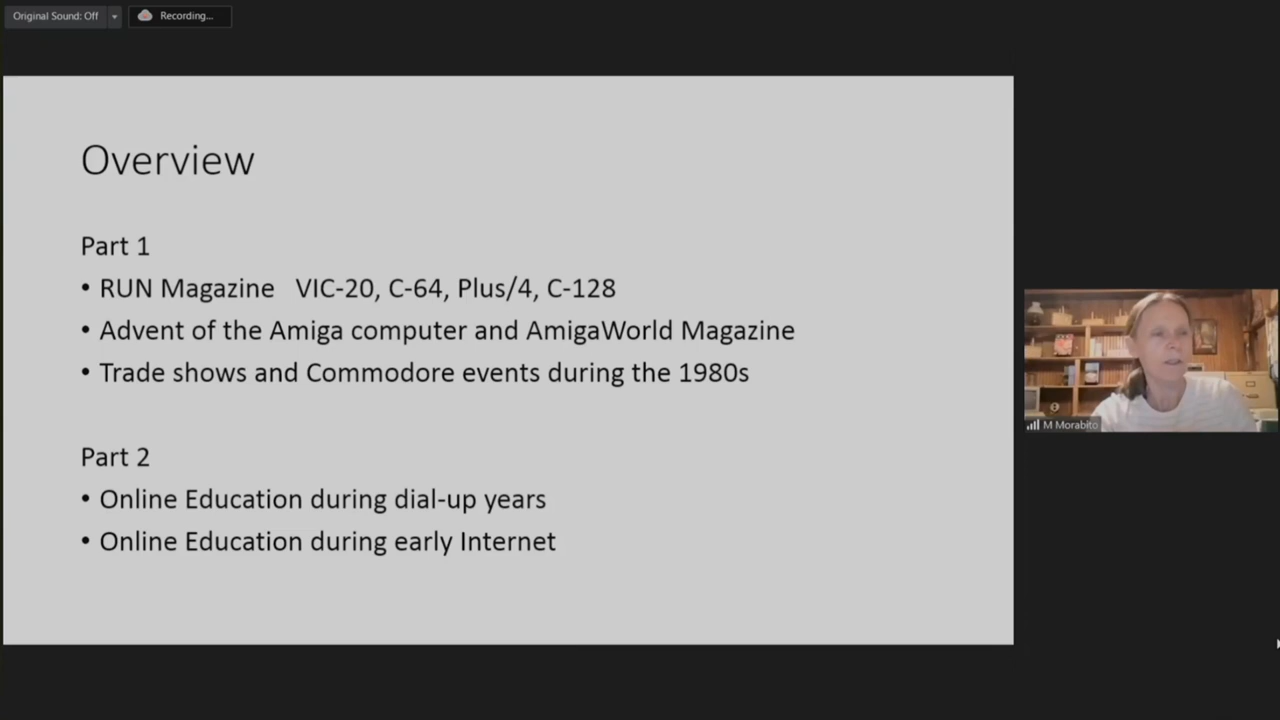 Original Sound: Off
Recording...
Overview
Part 1
• RUN Magazine VIC-20, C-64, Plus/4, C-128
• Advent of the Amiga computer and AmigaWorld Magazine
• Trade shows and Commodore events during the 1980s
Part 2
• Online Education during dial-up years
• Online Education during early Internet
M Morabito